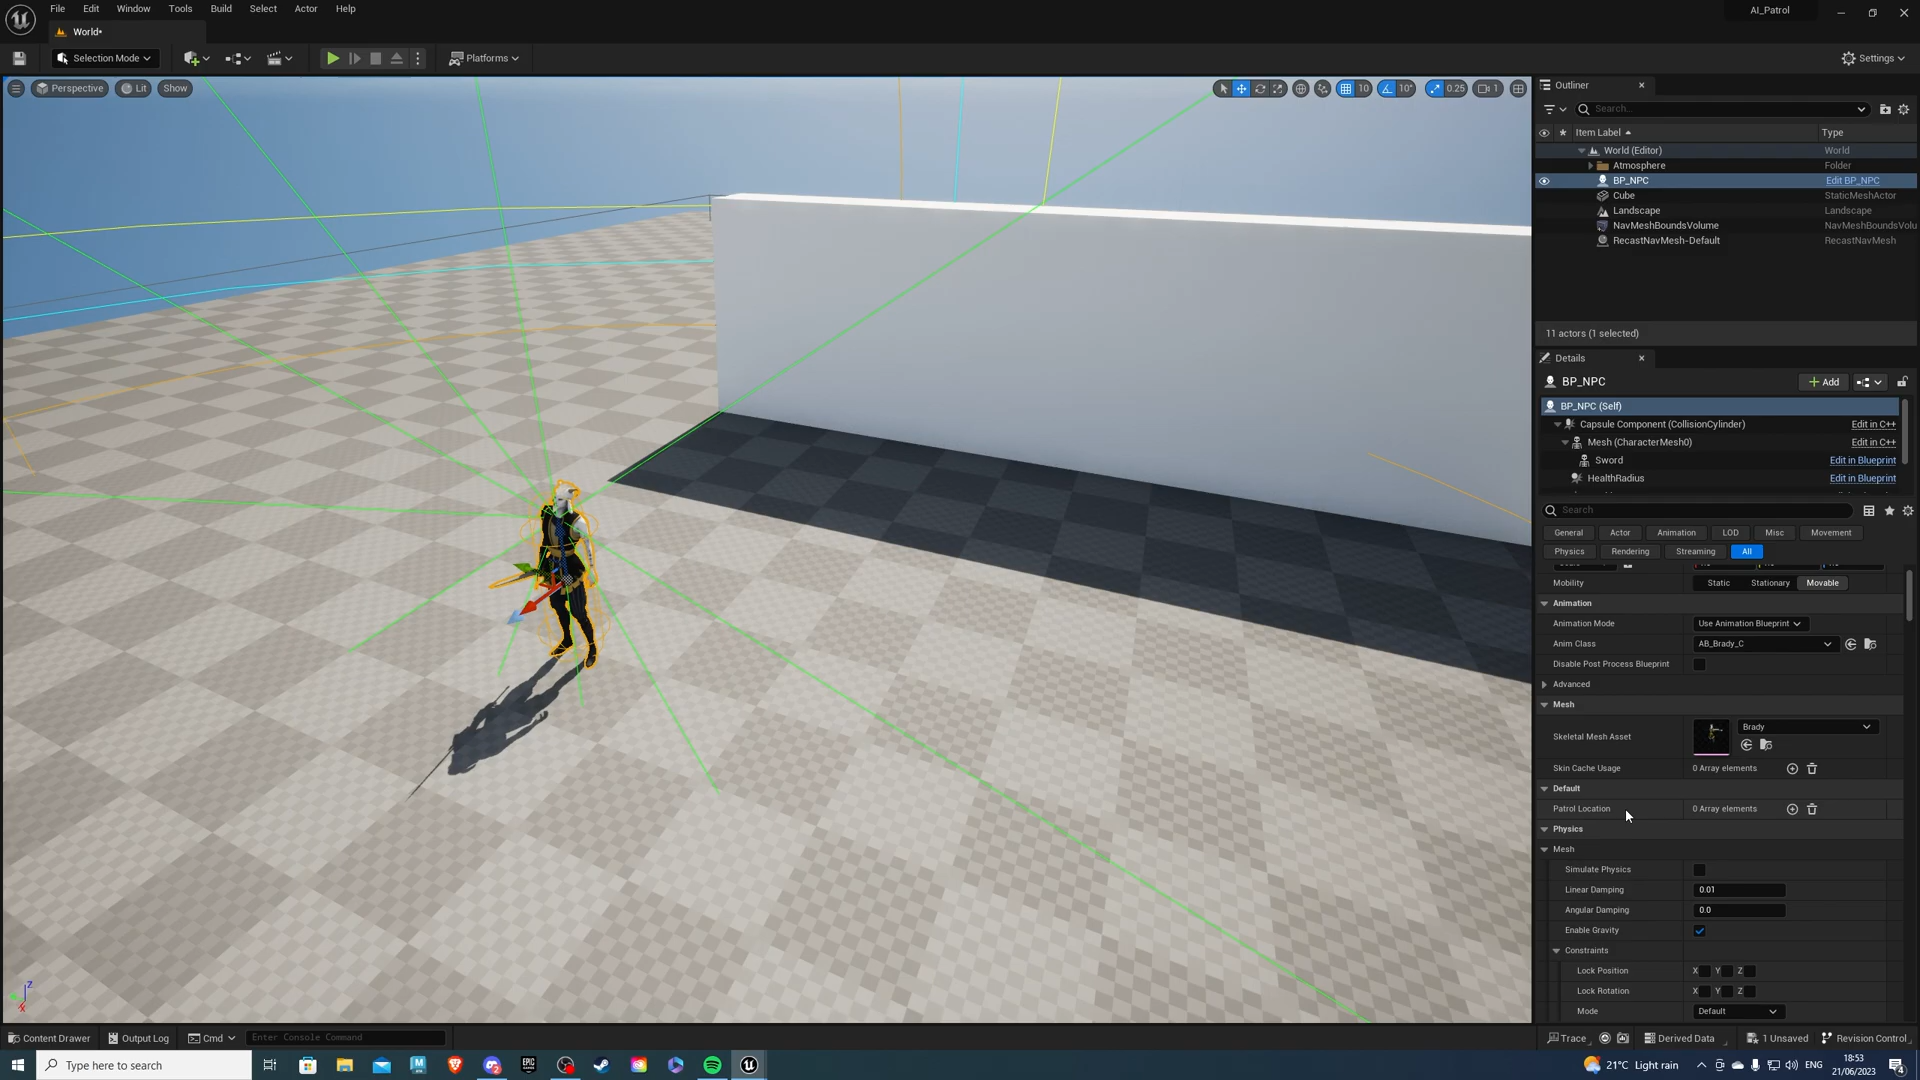 File Edit Window Tools Build Select Actor Help
AI_Patrol
World*
Selection Mode
Platforms
Settings
Perspective
Lit
Show
10
10°
0.25
1
Outliner
Search...
Item Label
Type
World (Editor)
World
Atmosphere
Folder
BP_NPC
Edit BP_NPC
Cube
StaticMeshActor
Landscape
Landscape
NavMeshBoundsVolume
NavMeshBoundsVolu
RecastNavMesh-Default
RecastNavMesh
11 actors (1 selected)
Details
BP_NPC
Add
BP_NPC (Self)
Capsule Component (CollisionCylinder)
Edit in C++
Mesh (CharacterMesh0)
Edit in C++
Sword
Edit in Blueprint
HealthRadius
Edit in Blueprint
Search
General
Actor
Animation
LOD
Misc
Movement
Physics
Rendering
Streaming
All
Mobility
Static
Stationary
Movable
Animation
Animation Mode
Use Animation Blueprint
Anim Class
AB_Brady_C
Disable Post Process Blueprint
Advanced
Mesh
Skeletal Mesh Asset
Brady
Skin Cache Usage
0 Array elements
Default
Patrol Location
0 Array elements
Physics
Mesh
Simulate Physics
Linear Damping
0.01
Angular Damping
0.0
Enable Gravity
Constraints
Lock Position
X Y Z
Lock Rotation
X Y Z
Mode
Default
Z
X
Content Drawer
Output Log
Cmd
Enter Console Command
Trace
Derived Data
1 Unsaved
Revision Control
Type here to search
21°C Light rain
ENG
18:53
21/06/2023
4